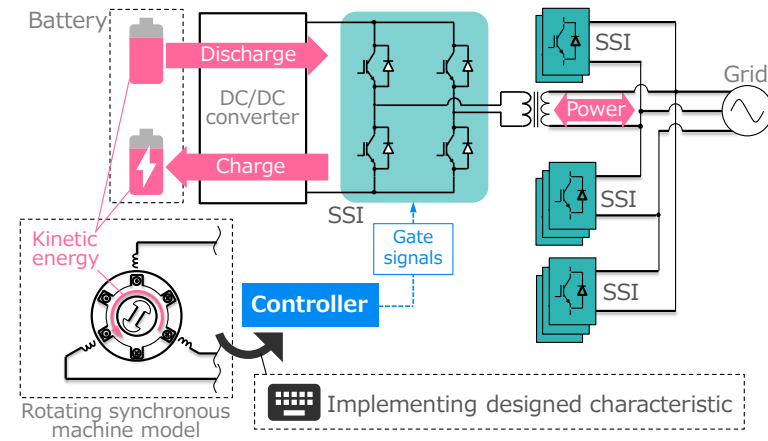 Battery
Discharge
DC/DC
converter
Charge
SSI
SSI
Grid
Power
SSI
SSI
Kinetic
energy
Gate
signals
Controller
Rotating synchronous
machine model
Implementing designed characteristic